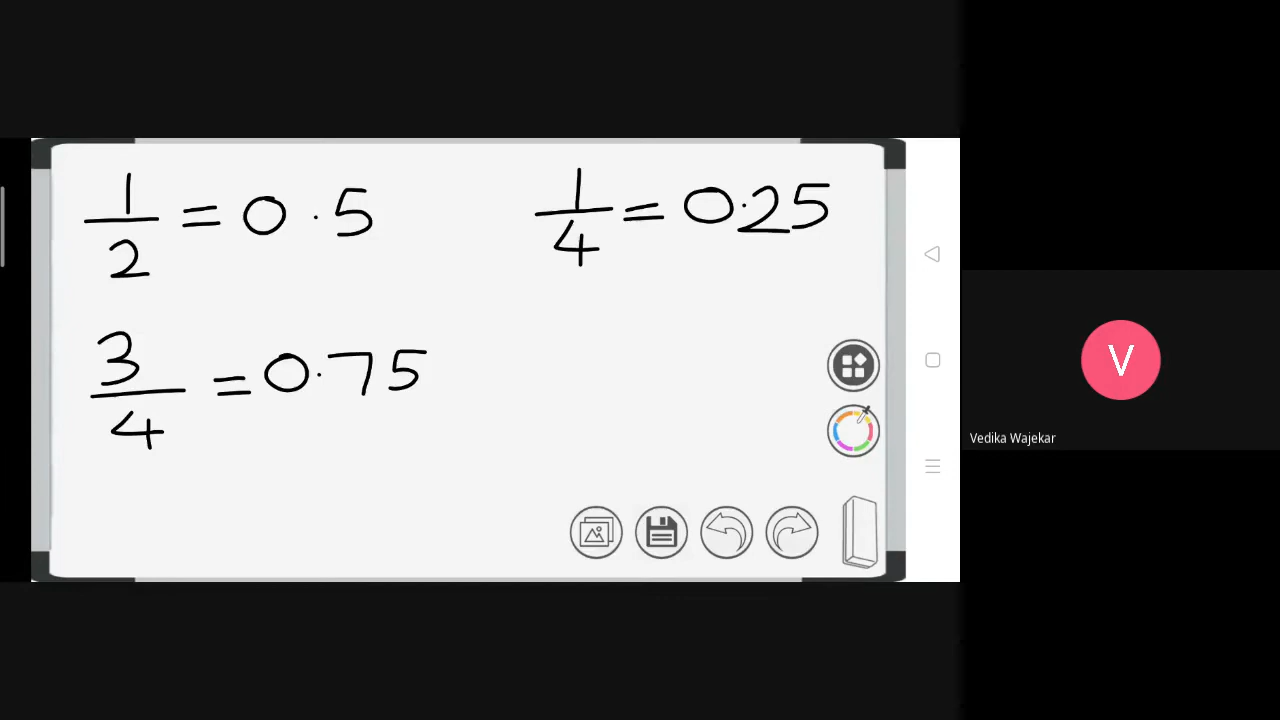 1/2 = 0.5
1/4 = 0.25
3/4 = 0.75
V
Vedika Wajekar